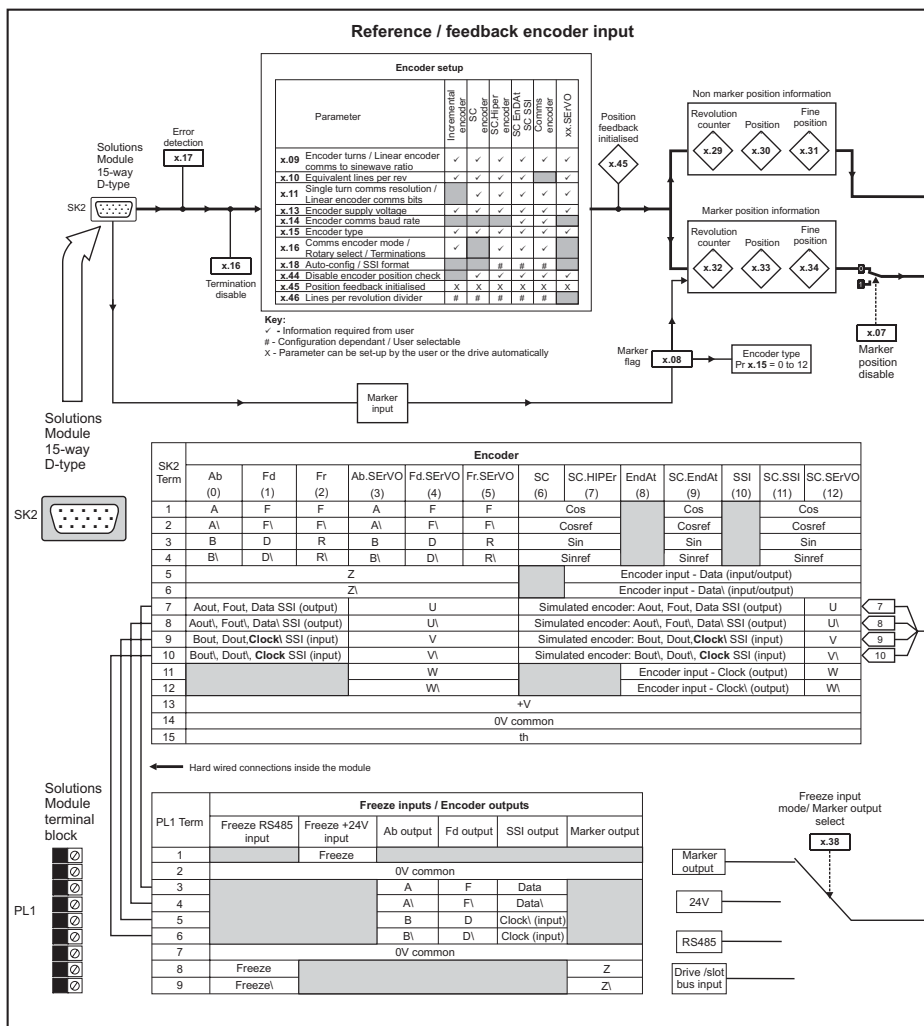 Reference / feedback encoder input
Encoder setup
Parameter
Incremental encoder
SC encoder
SC.Hiper encoder
SC EnDAt
SC SSI
Comms encoder
xx.SErVO
x.09 Encoder turns / Linear encoder comms to sinewave ratio ✓ ✓ ✓ ✓ ✓ ✓
x.10 Equivalent lines per rev ✓ ✓ ✓ ✓ ✓
x.11 Single turn comms resolution / Linear encoder comms bits ✓ ✓ ✓ ✓ ✓
x.13 Encoder supply voltage ✓ ✓ ✓ ✓ ✓ ✓
x.14 Encoder comms baud rate ✓ ✓
x.15 Encoder type ✓ ✓ ✓ ✓ ✓ ✓
x.16 Comms encoder mode / Rotary select / Terminations ✓ ✓ ✓ ✓
x.18 Auto-config / SSI format # # #
x.44 Disable encoder position check ✓ ✓ ✓ ✓ ✓
x.45 Position feedback initialised X X X X X X
x.46 Lines per revolution divider # # # # #
Key:
✓ - Information required from user
# - Configuration dependant / User selectable
X - Parameter can be set-up by the user or the drive automatically
Solutions
Module
15-way
D-type
SK2
Error
detection
x.17
x.16
Termination
disable
Position
feedback
initialised
x.45
Non marker position information
Revolution
counter
Position
Fine
position
x.29
x.30
x.31
Marker position information
Revolution
counter
Position
Fine
position
x.32
x.33
x.34
x.07
Marker
position
disable
Marker
flag
x.08
Encoder type
Pr x.15 = 0 to 12
Marker
input
Solutions
Module
15-way
D-type
SK2
SK2
Term
Encoder
Ab
(0)
Fd
(1)
Fr
(2)
Ab.SErVO
(3)
Fd.SErVO
(4)
Fr.SErVO
(5)
SC
(6)
SC.HIPEr
(7)
EndAt
(8)
SC.EndAt
(9)
SSI
(10)
SC.SSI
(11)
SC.SERVO
(12)
1 A F F A F F Cos Cos Cos
2 A\ F\ F\ A\ F\ F\ Cosref Cosref Cosref
3 B D R B D R Sin Sin Sin
4 B\ D\ R\ B\ D\ R\ Sinref Sinref Sinref
5 Z Encoder input - Data (input/output)
6 Z\ Encoder input - Data\ (input/output)
7 Aout, Fout, Data SSI (output) U Simulated encoder: Aout, Fout, Data SSI (output) U 7
8 Aout\, Fout\, Data\ SSI (output) U\ Simulated encoder: Aout\, Fout\, Data\ SSI (output) U\ 8
9 Bout, Dout,Clock\ SSI (input) V Simulated encoder: Bout, Dout,Clock\ SSI (input) V 9
10 Bout\, Dout\, Clock SSI (input) V\ Simulated encoder: Bout\, Dout\, Clock SSI (input) V\ 10
11 W Encoder input - Clock (output) W
12 W\ Encoder input - Clock\ (output) W\
13 +V
14 0V common
15 th
Hard wired connections inside the module
Solutions
Module
terminal
block
PL1
PL1 Term
Freeze inputs / Encoder outputs
Freeze RS485
input
Freeze +24V
input
Ab output
Fd output
SSI output
Marker output
1 Freeze
2 0V common
3 A F Data
4 A\ F\ Data\
5 B D Clock\ (input)
6 B\ D\ Clock (input)
7 0V common
8 Freeze Z
9 Freeze\ Z\
Freeze input
mode/ Marker output
select
x.38
Marker
output
24V
RS485
Drive /slot
bus input